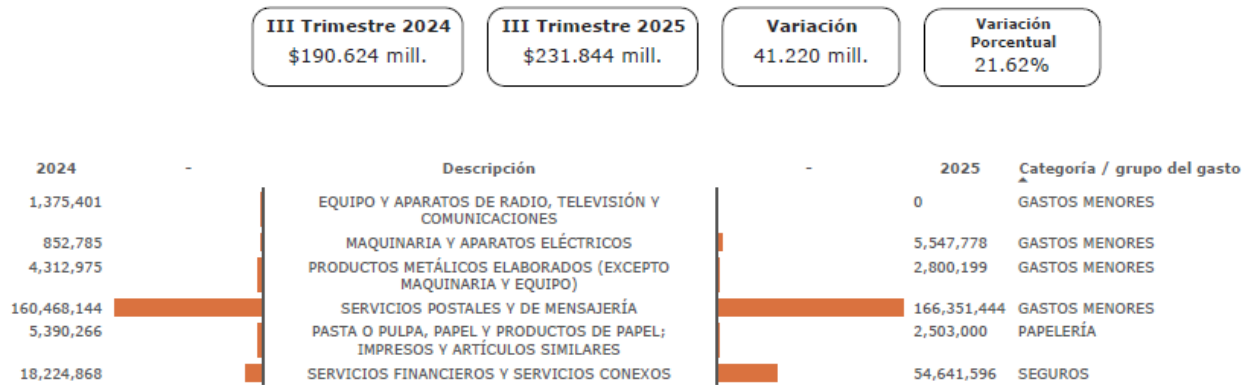 III Trimestre 2024
$190.624 mill.
III Trimestre 2025
$231.844 mill.
Variación
41.220 mill.
Variación
Porcentual
21.62%
2024 - Descripción - 2025 Categoría / grupo del gasto
1,375,401 EQUIPO Y APARATOS DE RADIO, TELEVISIÓN Y 0 GASTOS MENORES
COMUNICACIONES
852,785 MAQUINARIA Y APARATOS ELÉCTRICOS 5,547,778 GASTOS MENORES
4,312,975 PRODUCTOS METÁLICOS ELABORADOS (EXCEPTO 2,800,199 GASTOS MENORES
MAQUINARIA Y EQUIPO)
160,468,144 SERVICIOS POSTALES Y DE MENSAJERÍA 166,351,444 GASTOS MENORES
5,390,266 PASTA O PULPA, PAPEL Y PRODUCTOS DE PAPEL; 2,503,000 PAPELERÍA
IMPRESOS Y ARTÍCULOS SIMILARES
18,224,868 SERVICIOS FINANCIEROS Y SERVICIOS CONEXOS 54,641,596 SEGUROS